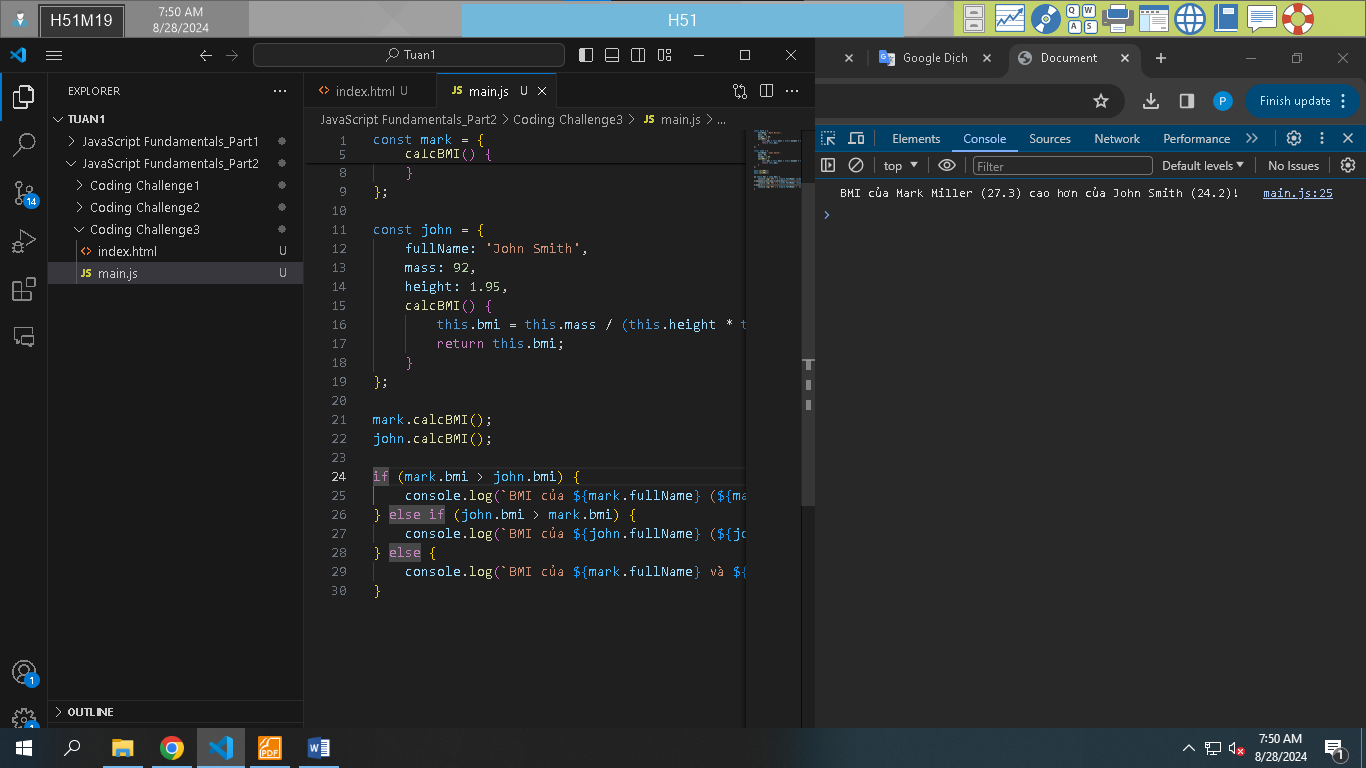 H51M19
7:50 AM
8/28/2024
H51
Tuan1
Google Dịch
Document
Finish update
EXPLORER
TUAN1
JavaScript Fundamentals_Part1
JavaScript Fundamentals_Part2
Coding Challenge1
Coding Challenge2
Coding Challenge3
index.html U
JS main.js U
14
1
1
OUTLINE
index.html U
JS main.js U
JavaScript Fundamentals_Part2 > Coding Challenge3 > JS main.js > ...
1 const mark = {
5 calcBMI() {
8 }
9 };
10
11 const john = {
12 fullName: 'John Smith',
13 mass: 92,
14 height: 1.95,
15 calcBMI() {
16 this.bmi = this.mass / (this.height * t
17 return this.bmi;
18 }
19 };
20
21 mark.calcBMI();
22 john.calcBMI();
23
24 if (mark.bmi > john.bmi) {
25 console.log(`BMI của ${mark.fullName} (${ma
26 } else if (john.bmi > mark.bmi) {
27 console.log(`BMI của ${john.fullName} (${jo
28 } else {
29 console.log(`BMI của ${mark.fullName} và ${
30 }
P
Elements Console Sources Network Performance
top Filter Default levels No Issues
BMI của Mark Miller (27.3) cao hơn của John Smith (24.2)! main.js:25
PDF
7:50 AM
8/28/2024
1